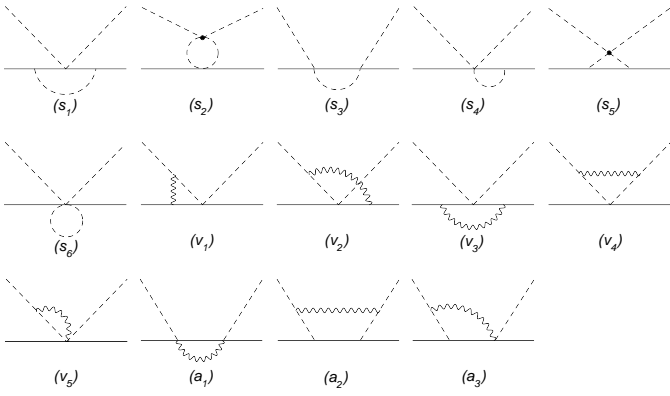 (s1) (s2) (s3) (s4) (s5)
(s6) (v1) (v2) (v3) (v4)
(v5) (a1) (a2) (a3)